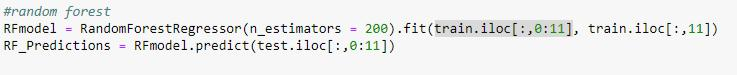 #random forest
RFmodel = RandomForestRegressor(n_estimators = 200).fit(train.iloc[:,0:11], train.iloc[:,11])
RF_Predictions = RFmodel.predict(test.iloc[:,0:11])